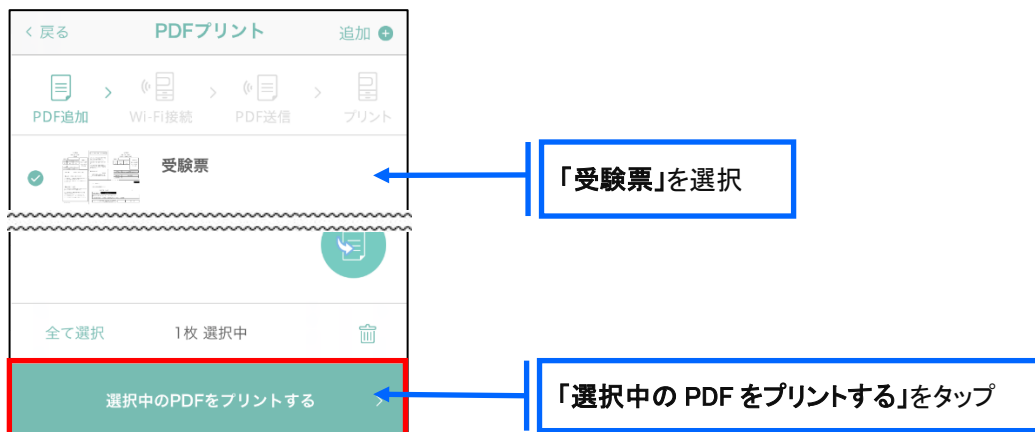 < 戻る PDFプリント 追加
PDF追加 Wi-Fi接続 PDF送信 プリント
受験票
「受験票」を選択
全て選択 1枚 選択中
選択中のPDFをプリントする
「選択中の PDF をプリントする」をタップ